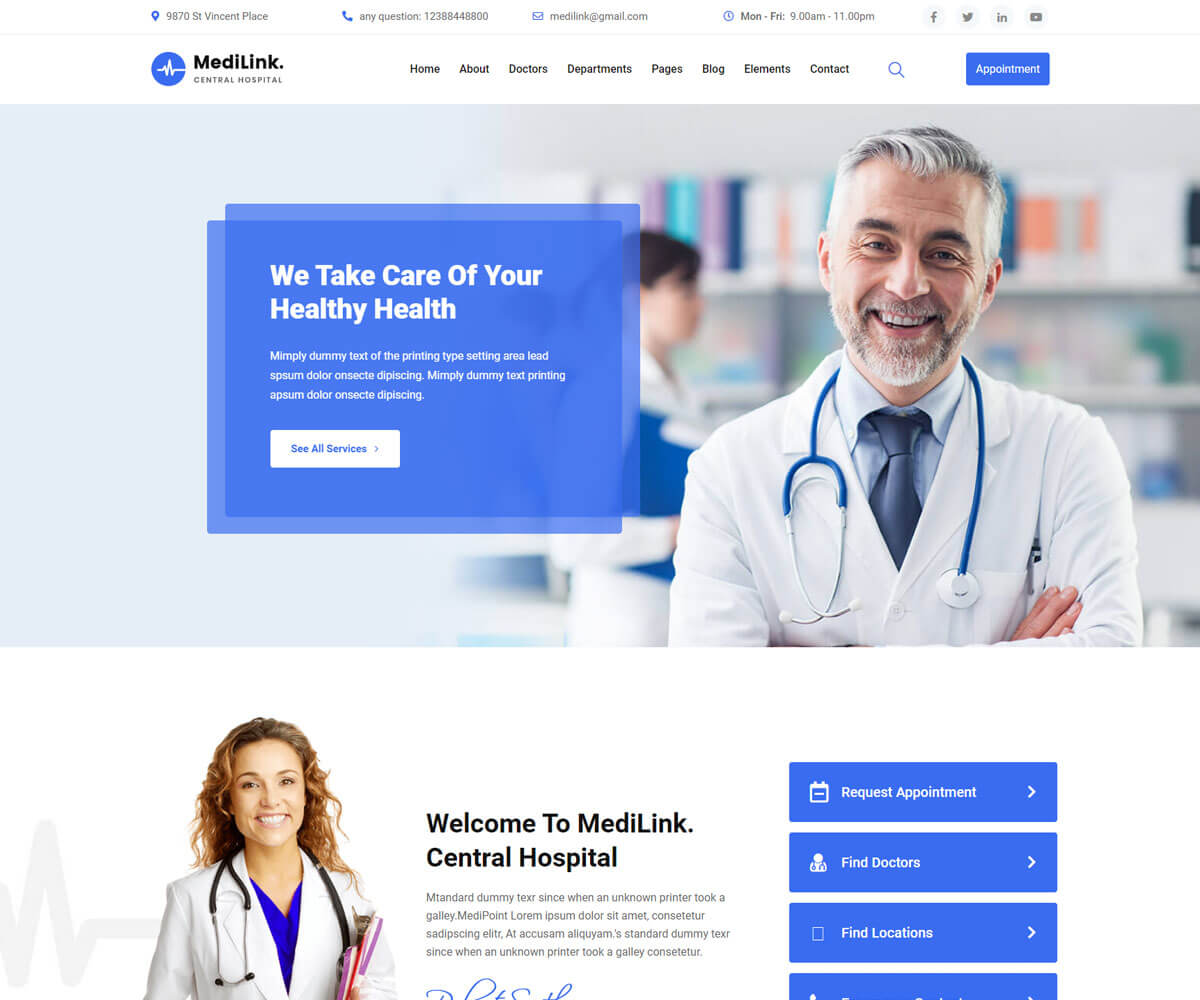 9870 St Vincent Place
any question: 12388448800
medilink@gmail.com
Mon - Fri: 9.00am - 11.00pm
MediLink.
CENTRAL HOSPITAL
Home About Doctors Departments Pages Blog Elements Contact
Appointment
We Take Care Of Your
Healthy Health
Mimply dummy text of the printing type setting area lead
spsum dolor onsecte dipiscing. Mimply dummy text printing
apsum dolor onsecte dipiscing.
See All Services
Welcome To MediLink.
Central Hospital
Mtandard dummy texr since when an unknown printer took a
galley.MediPoint Lorem ipsum dolor sit amet, consetetur
sadipscing elitr, At accusam aliquyam.'s standard dummy texr
since when an unknown printer took a galley consetetur.
Request Appointment
Find Doctors
Find Locations